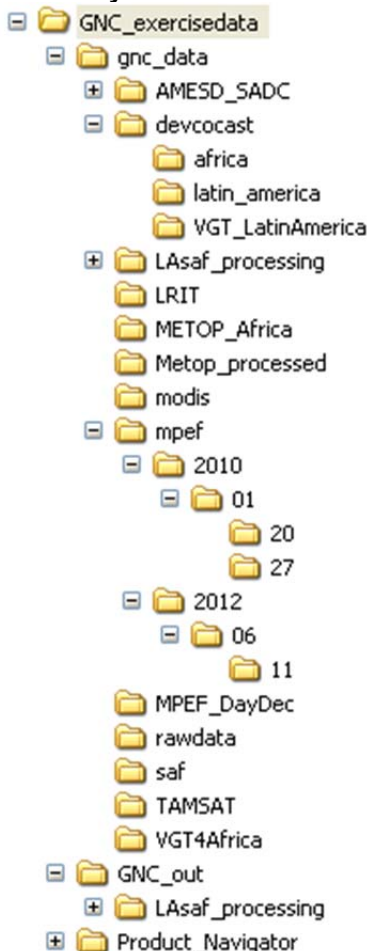 GNC_exercisedata
gnc_data
AMESD_SADC
devcocast
africa
latin_america
VGT_LatinAmerica
LAsaf_processing
LRIT
METOP_Africa
Metop_processed
modis
mpef
2010
01
20
27
2012
06
11
MPEF_DayDec
rawdata
saf
TAMSAT
VGT4Africa
GNC_out
LAsaf_processing
Product_Navigator